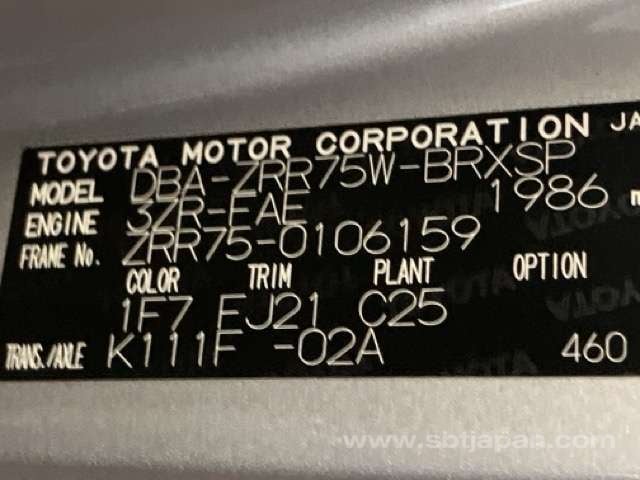 TOYOTA MOTOR CORPORATION JA
MODEL DBA-ZRR75W-BRXSP
ENGINE 3ZR-FAE 1986 m
FRAME No. ZRR75-0106159
COLOR TRIM PLANT OPTION
1F7 EJ21 C25
TRANS./AXLE K111F -02A 460
www.sbtjapan.com